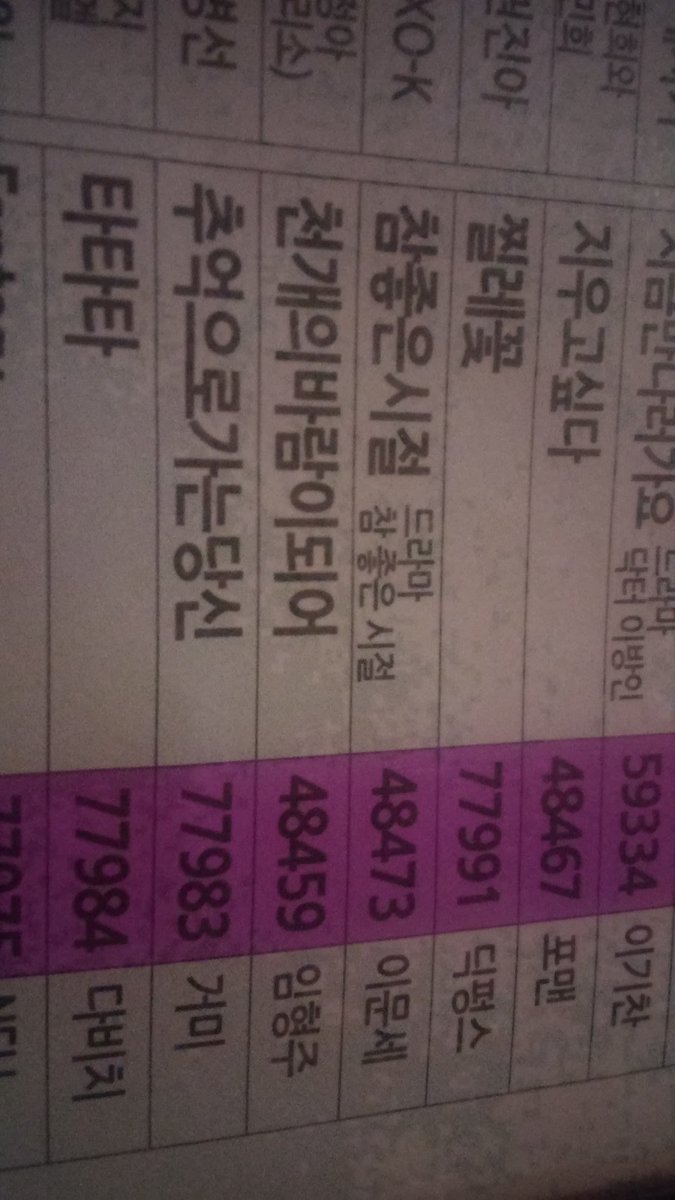 지금만나러가요 드라마 닥터 이방인 59334 이기찬
지우고싶다 48467 포맨
찔레꽃 77991 딕펑스
XO-K 참좋은시절 드라마 참 좋은 시절 48473 이문세
천개의바람이되어 48459 임형주
추억으로가는당신 77983 거미
타타타 77984 다비치